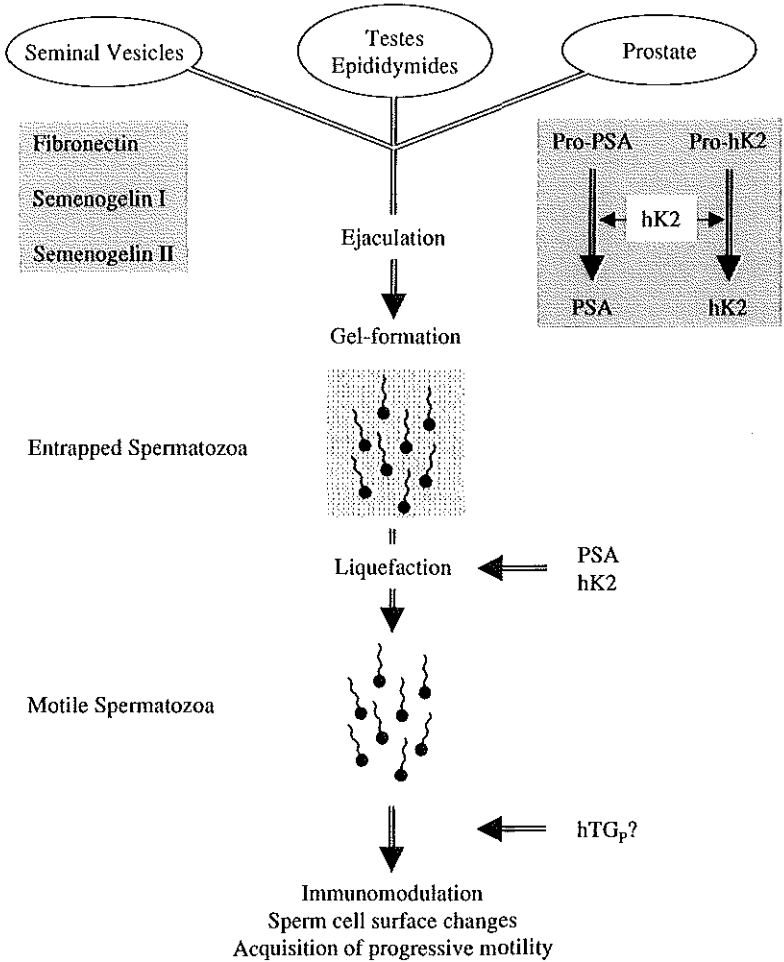 Seminal Vesicles
Testes
Epididymides
Prostate
Fibronectin
Semenogelin I
Semenogelin II
Pro-PSA Pro-hK2
hK2
PSA hK2
Ejaculation
Gel-formation
Entrapped Spermatozoa
Liquefaction
PSA
hK2
Motile Spermatozoa
hTGP?
Immunomodulation
Sperm cell surface changes
Acquisition of progressive motility